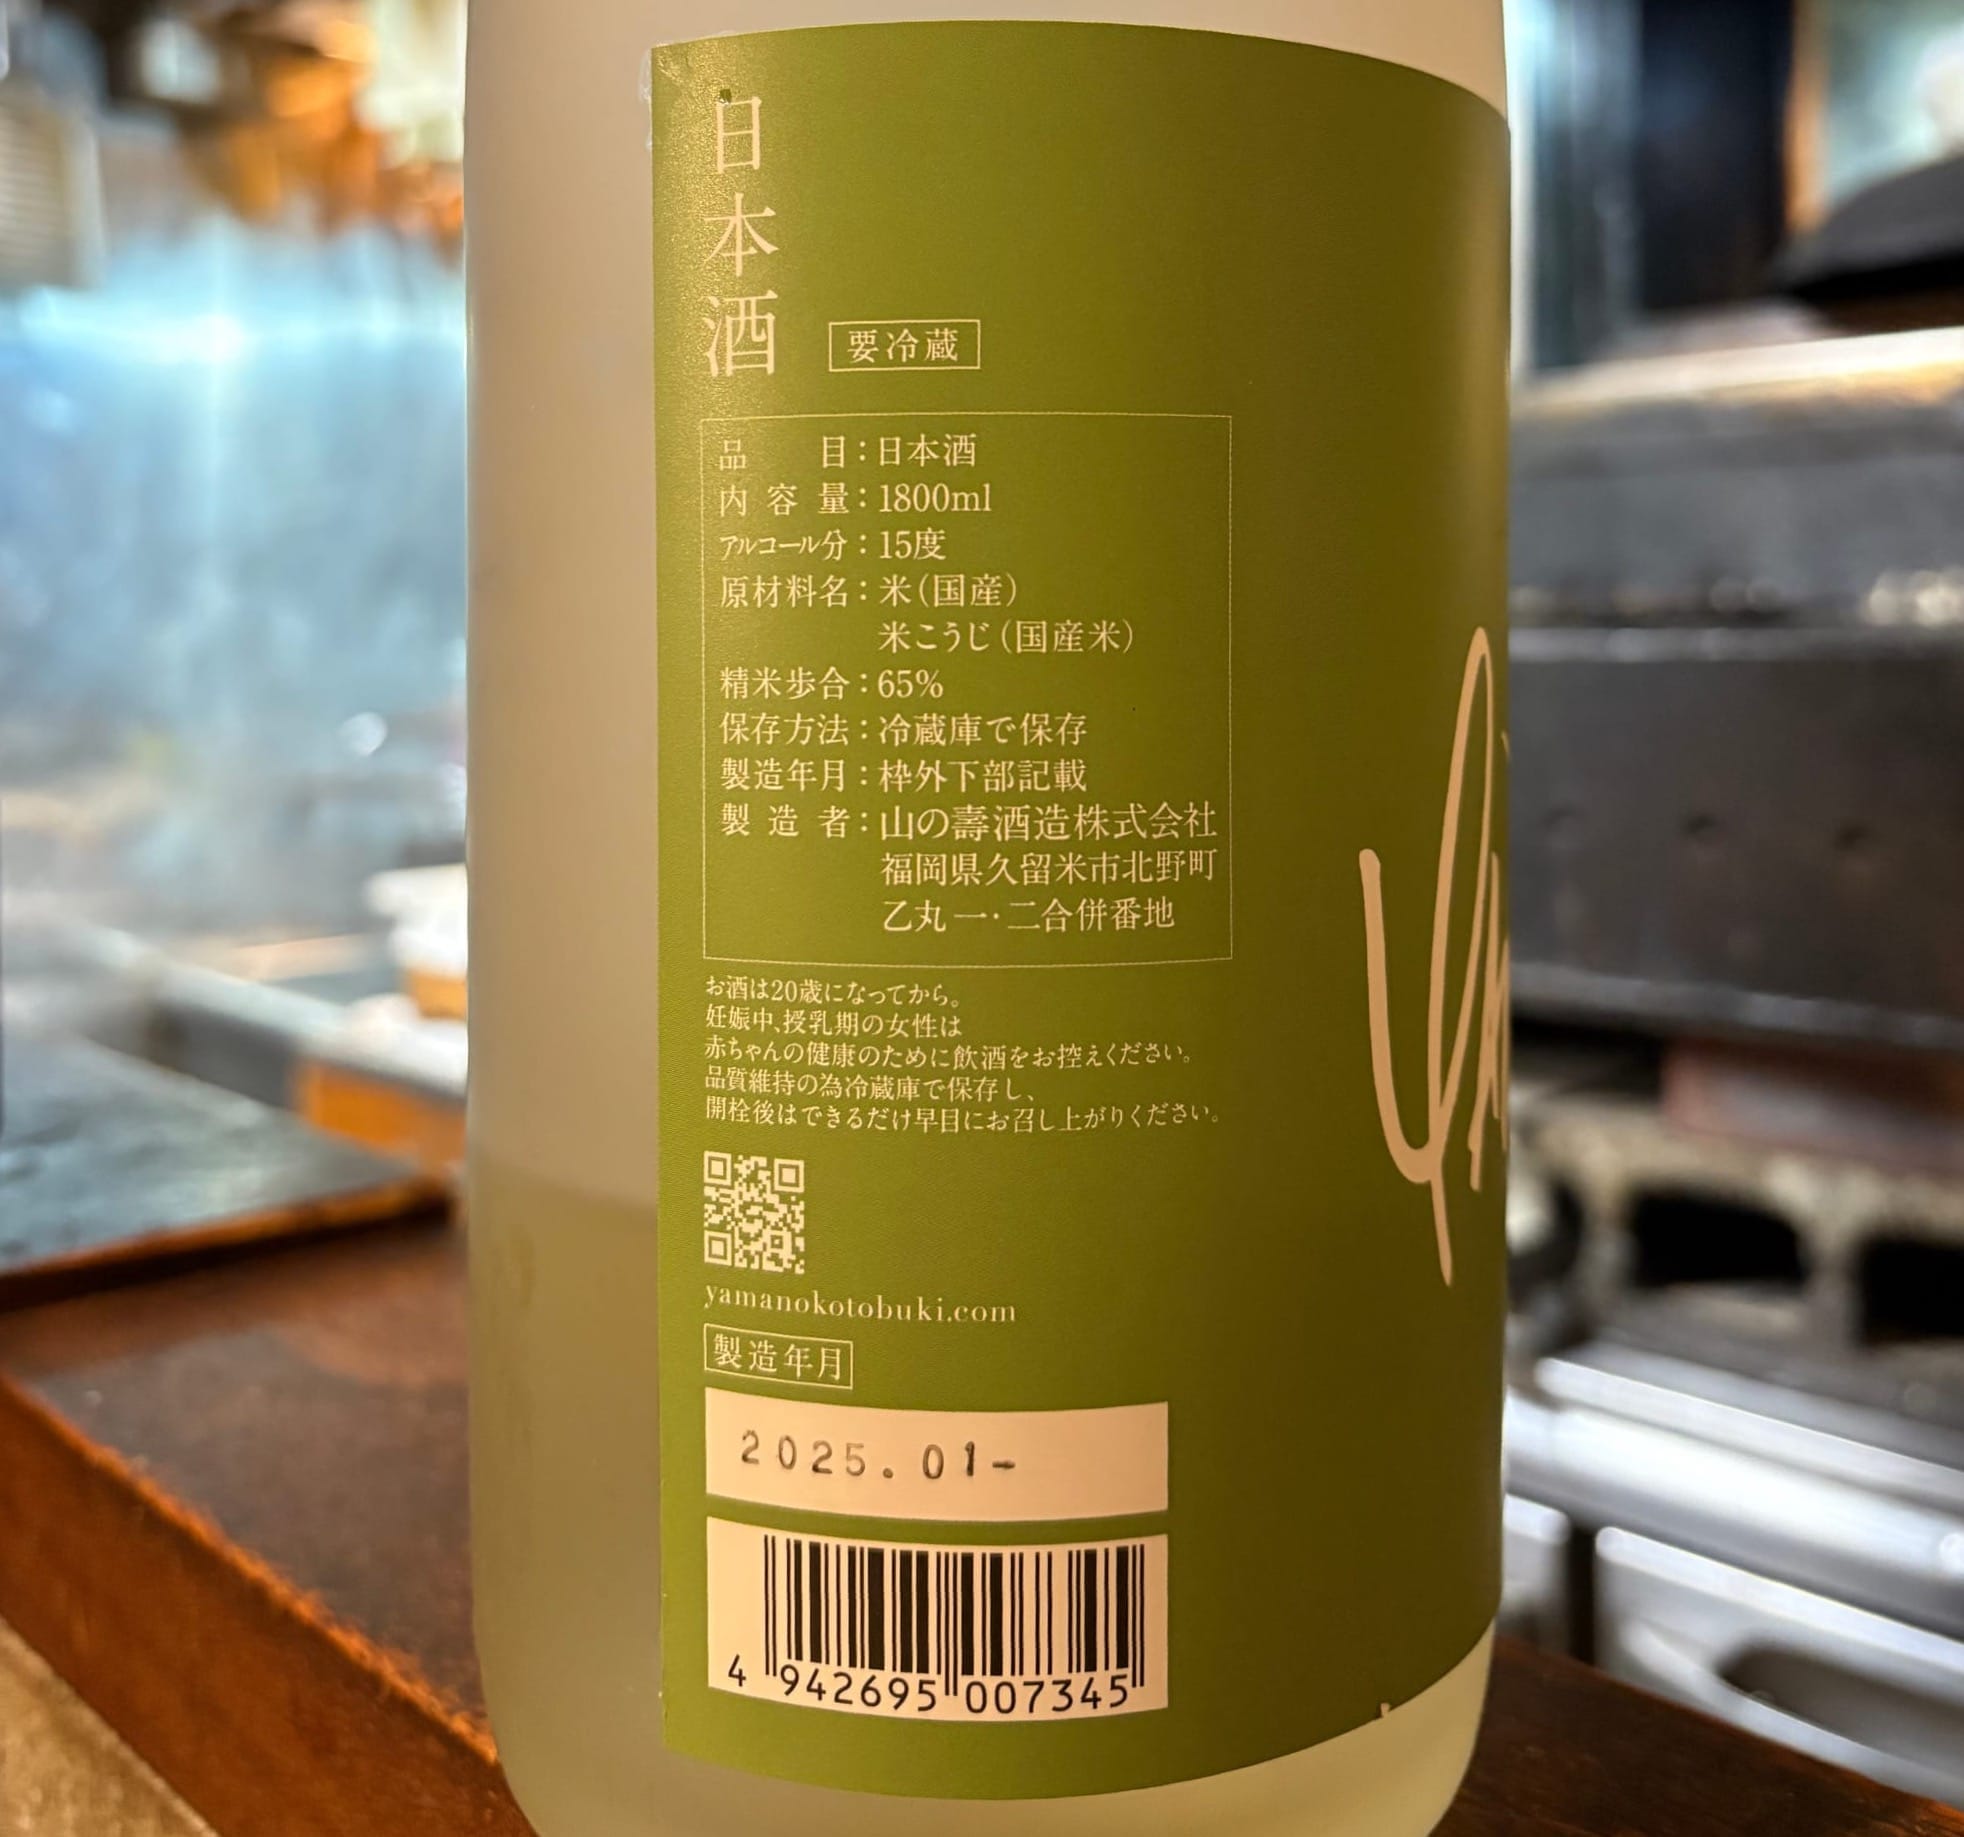 日本酒
要冷蔵
品目：日本酒
内容量：1800ml
アルコール分：15度
原材料名：米（国産）
米こうじ（国産米）
精米歩合：65%
保存方法：冷蔵庫で保存
製造年月：枠外下部記載
製造者：山の壽酒造株式会社
福岡県久留米市北野町
乙丸一・二合併番地
お酒は20歳になってから。
妊娠中、授乳期の女性は
赤ちゃんの健康のために飲酒をお控えください。
品質維持の為冷蔵庫で保存し、
開栓後はできるだけ早目にお召し上がりください。
yamanokotobuki.com
製造年月
2025.01-
4 942695 007345